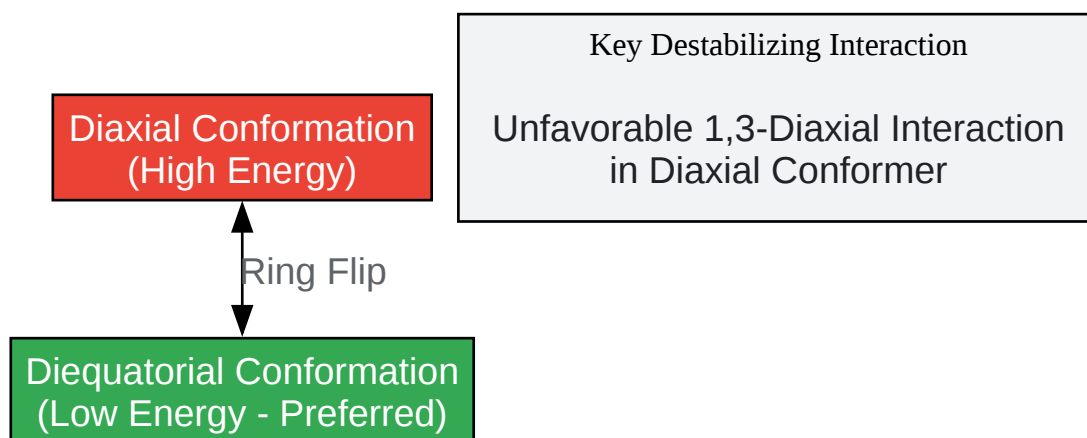 Key Destabilizing Interaction
Unfavorable 1,3-Diaxial Interaction
in Diaxial Conformer
Diaxial Conformation
(High Energy)
Ring Flip
Diequatorial Conformation
(Low Energy - Preferred)